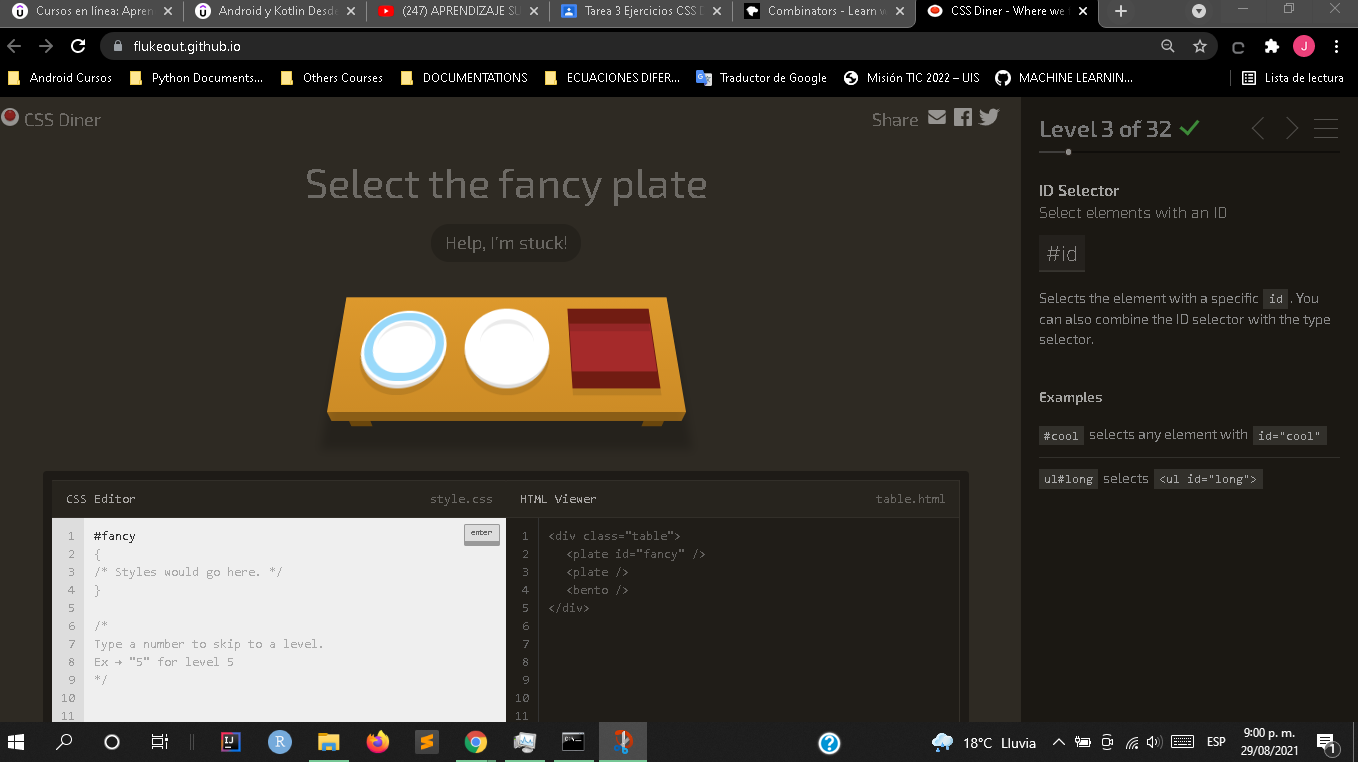 Cursos en línea: Apren
Android y Kotlin Desde
(247) APRENDIZAJE SU
Tarea 3 Ejercicios CSS D
Combinators - Learn w
CSS Diner - Where we
flukeout.github.io
J
Android Cursos
Python Documents...
Others Courses
DOCUMENTATIONS
ECUACIONES DIFER...
Traductor de Google
Misión TIC 2022 – UIS
MACHINE LEARNIN...
Lista de lectura
CSS Diner
Share
Select the fancy plate
Help, I'm stuck!
Level 3 of 32
ID Selector
Select elements with an ID
#id
Selects the element with a specific id . You
can also combine the ID selector with the type
selector.
Examples
#cool selects any element with id="cool"
ul#long selects <ul id="long">
CSS Editor style.css
1 #fancy enter
2 {
3 /* Styles would go here. */
4 }
5
6 /*
7 Type a number to skip to a level.
8 Ex → "5" for level 5
9 */
10
11
HTML Viewer table.html
1 <div class="table">
2 <plate id="fancy" />
3 <plate />
4 <bento />
5 </div>
6
7
8
9
10
11
18°C Lluvia
ESP
9:00 p. m.
29/08/2021
1